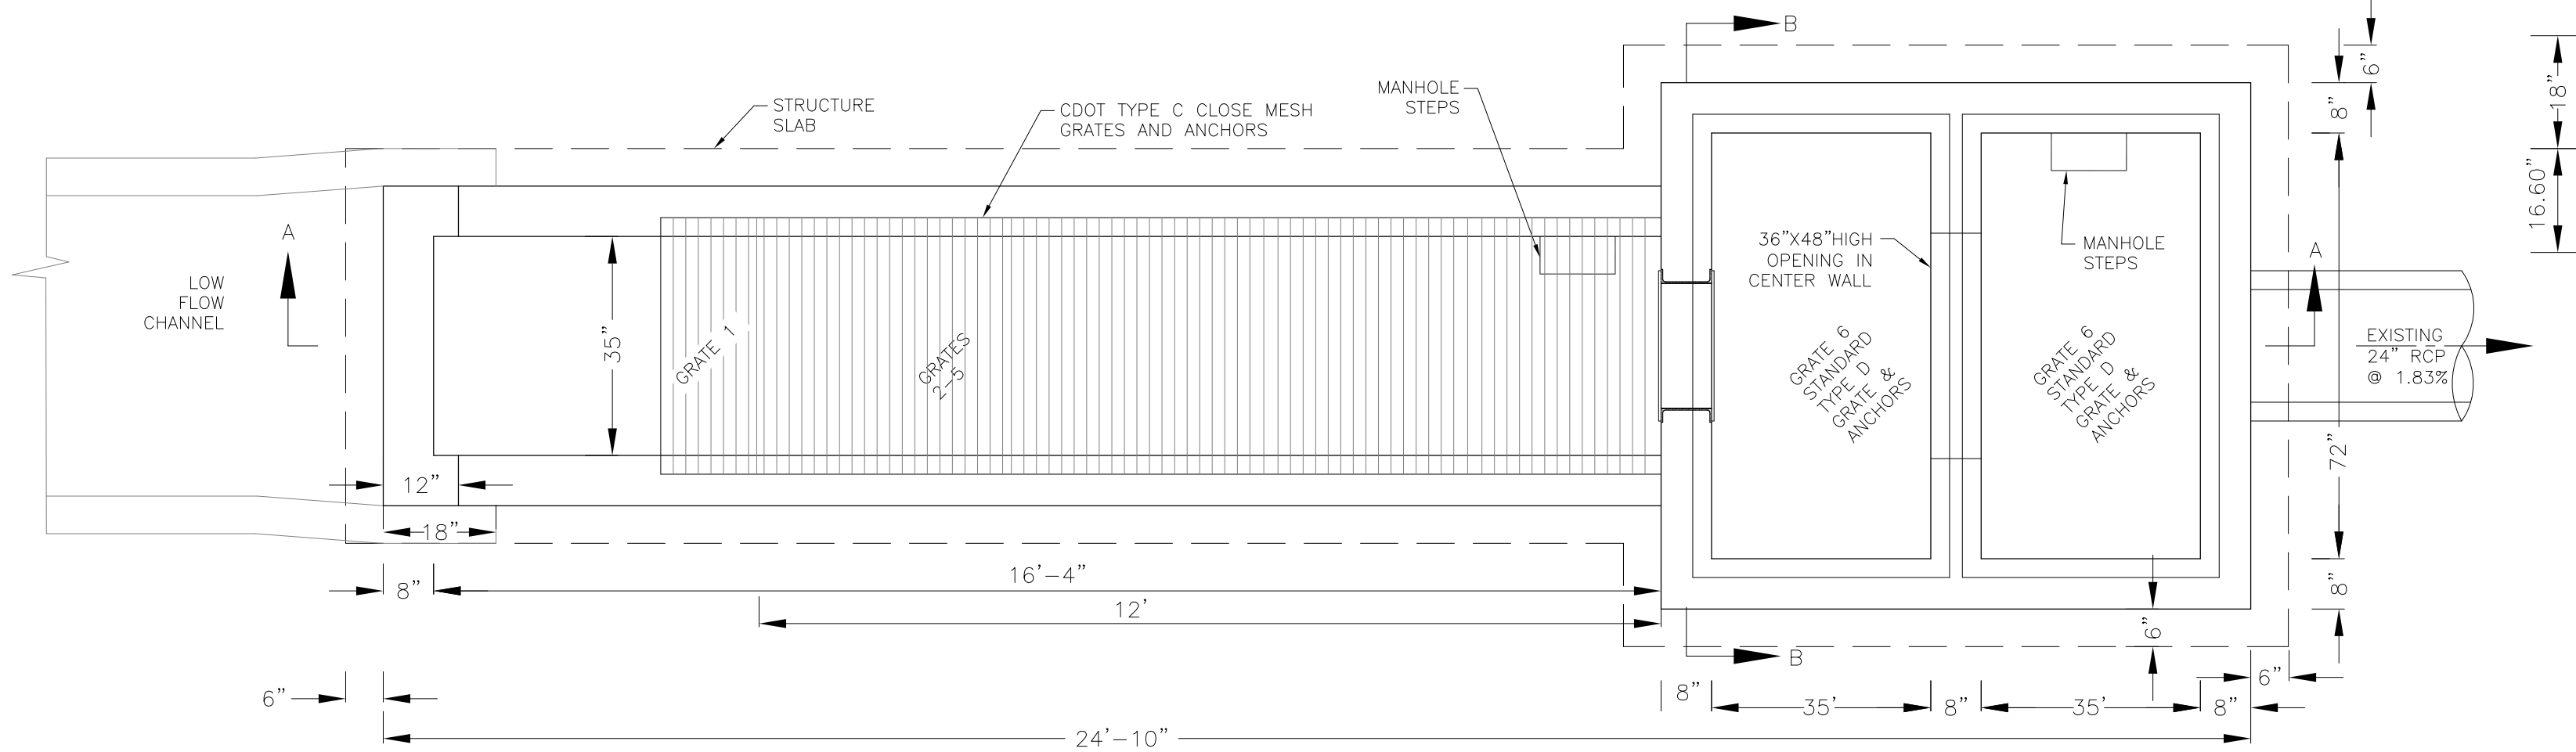 B
6"
18"
8"
16.60"
STRUCTURE
SLAB
CDOT TYPE C CLOSE MESH
GRATES AND ANCHORS
MANHOLE
STEPS
A
LOW
FLOW
CHANNEL
35"
GRATE 1
GRATES
2-5
36"X48"HIGH
OPENING IN
CENTER WALL
MANHOLE
STEPS
A
GRATE 6
STANDARD
TYPE D
GRATE &
ANCHORS
GRATE 6
STANDARD
TYPE D
GRATE &
ANCHORS
EXISTING
24" RCP
@ 1.83%
72"
12"
18"
8"
16'-4"
12'
8"
6"
B
6"
8"
35'
8"
35'
8"
6"
24'-10"